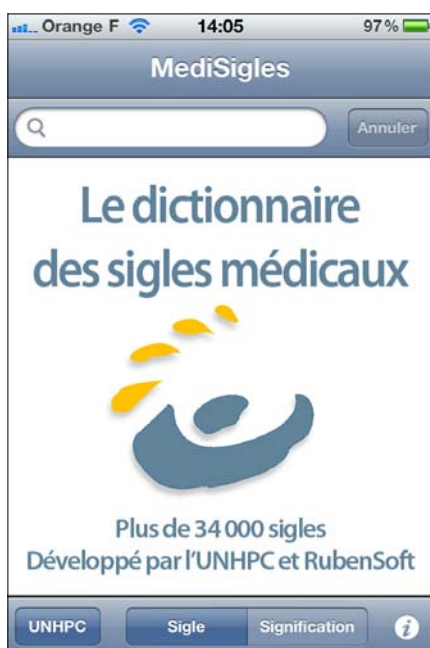 Orange F 14:05 97%
MediSigles
Annuler
Le dictionnaire
des sigles médicaux
Plus de 34 000 sigles
Développé par l'UNHPC et RubenSoft
UNHPC Sigle Signification i